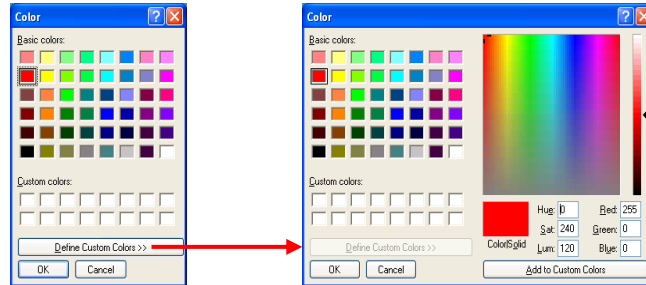 Color
Basic colors:
Custom colors:
Define Custom Colors >>
OK Cancel
Color
Basic colors:
Custom colors:
Define Custom Colors >>
OK Cancel
Color|Solid
Hue: 0 Red: 255
Sat: 240 Green: 0
Lum: 120 Blue: 0
Add to Custom Colors